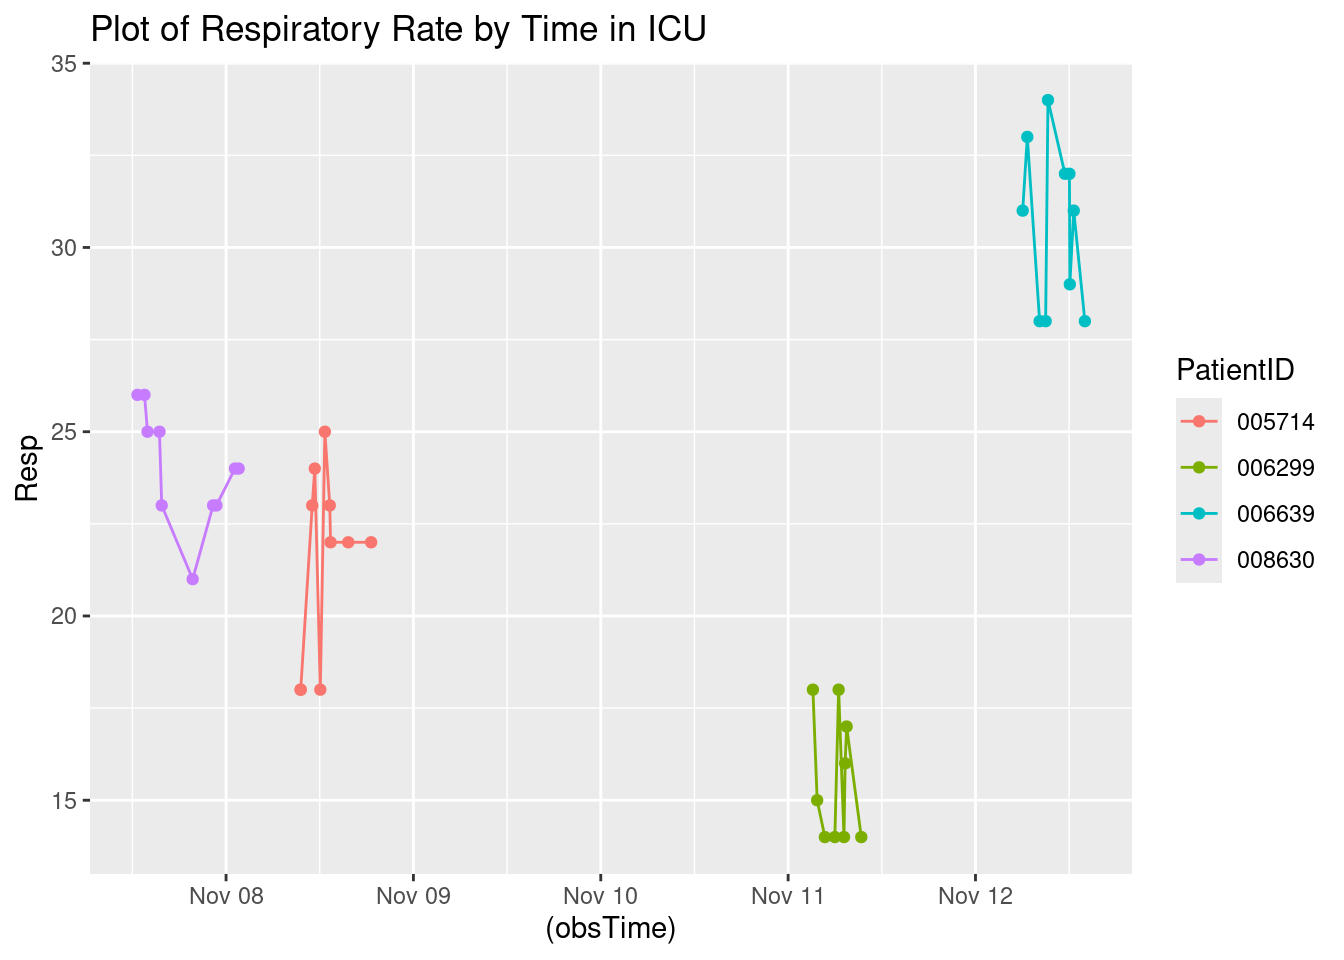 Plot of Respiratory Rate by Time in ICU
35
30
25
20
15
Resp
Nov 08 Nov 09 Nov 10 Nov 11 Nov 12
(obsTime)
PatientID
005714
006299
006639
008630